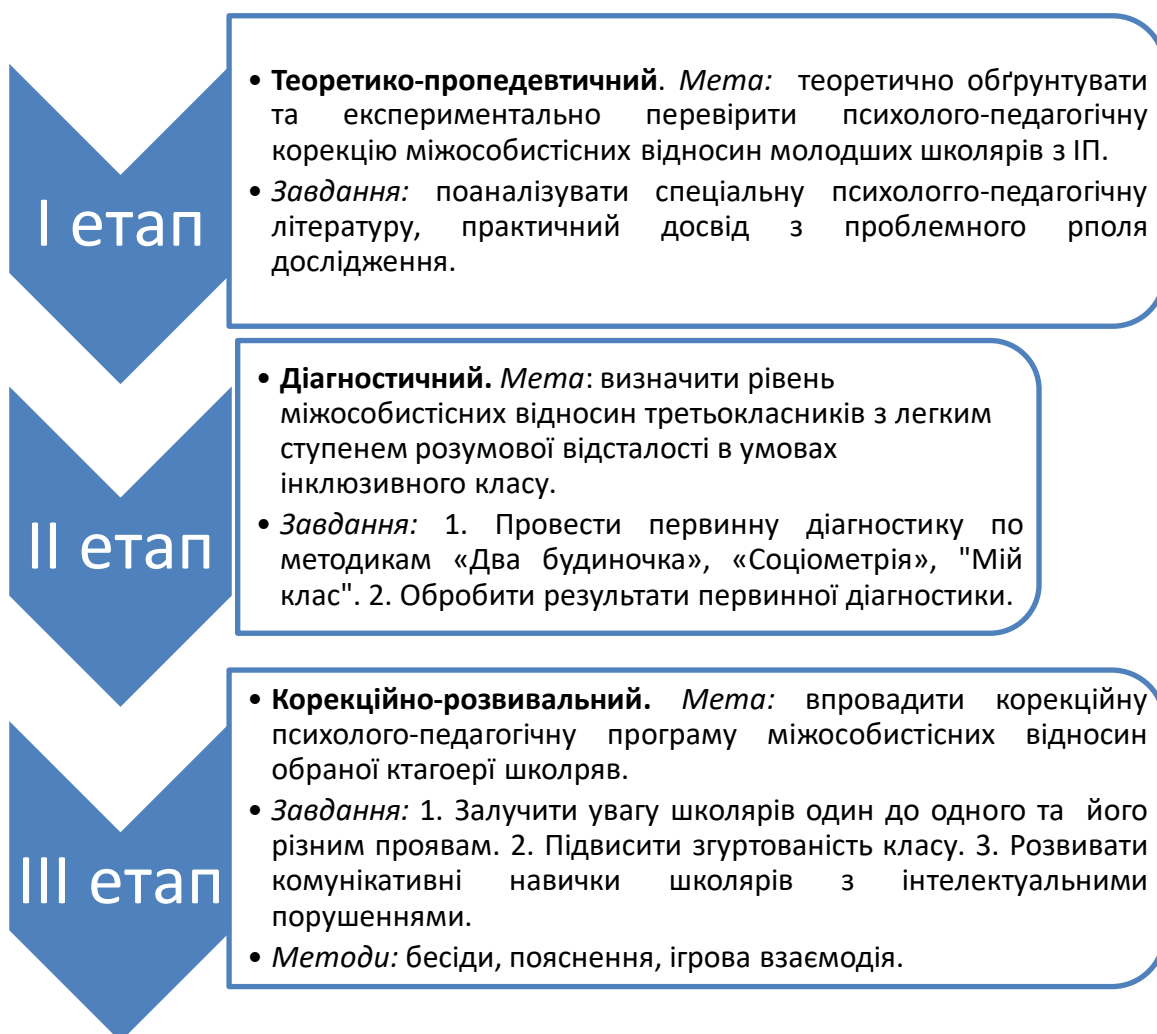 І етап
• Теоретико-пропедевтичний. Мета: теоретично обґрунтувати
та експериментально перевірити психолого-педагогічну
корекцію міжособистісних відносин молодших школярів з ІП.
• Завдання: поаналізувати спеціальну психологго-педагогічну
літературу, практичний досвід з проблемного рполя
дослідження.
ІІ етап
• Діагностичний. Мета: визначити рівень
міжособистісних відносин третьокласників з легким
ступенем розумової відсталості в умовах
інклюзивного класу.
• Завдання: 1. Провести первинну діагностику по
методикам «Два будиночка», «Соціометрія», "Мій
клас". 2. Обробити результати первинної діагностики.
ІІІ етап
• Корекційно-розвивальний. Мета: впровадити корекційну
психолого-педагогічну програму міжособистісних відносин
обраної ктагоерї школряв.
• Завдання: 1. Залучити увагу школярів один до одного та його
різним проявам. 2. Підвисити згуртованість класу. 3. Розвивати
комунікативні навички школярів з інтелектуальними
порушеннями.
• Методи: бесіди, пояснення, ігрова взаємодія.